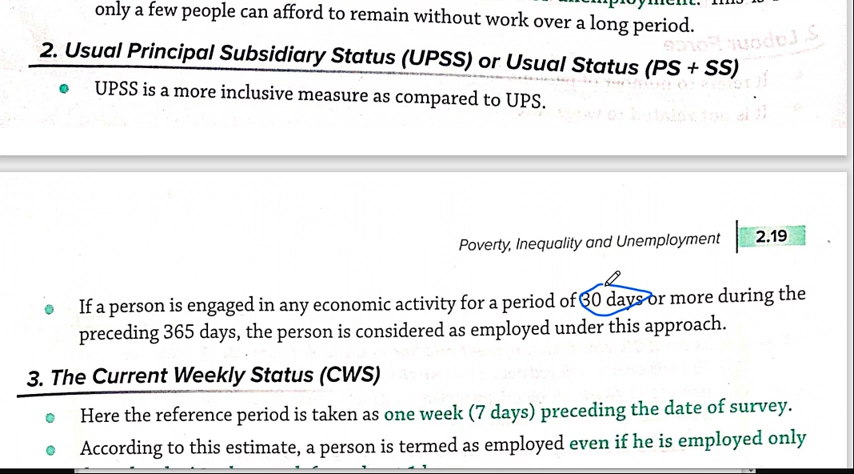 only a few people can afford to remain without work over a long period.
2. Usual Principal Subsidiary Status (UPSS) or Usual Status (PS + SS)
UPSS is a more inclusive measure as compared to UPS.
Poverty, Inequality and Unemployment 2.19
If a person is engaged in any economic activity for a period of 30 days or more during the
preceding 365 days, the person is considered as employed under this approach.
3. The Current Weekly Status (CWS)
Here the reference period is taken as one week (7 days) preceding the date of survey.
According to this estimate, a person is termed as employed even if he is employed only